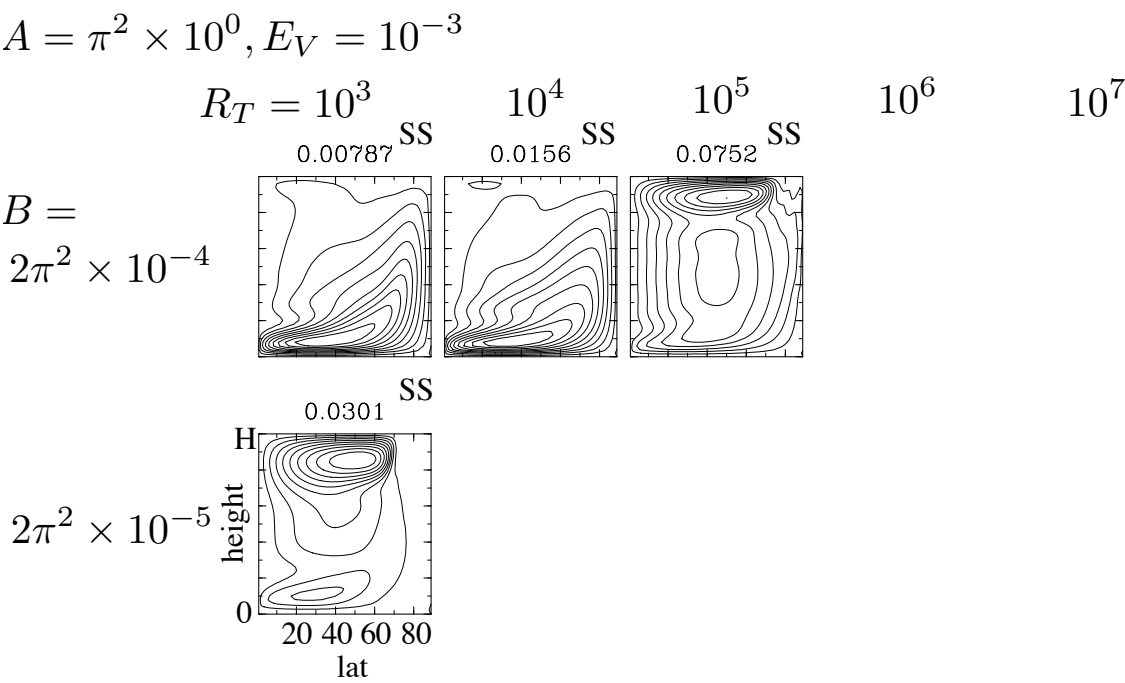 A = π² × 10⁰, E_V = 10⁻³
R_T = 10³ 10⁴ 10⁵ 10⁶ 10⁷
SS SS SS
0.00787 0.0156 0.0752
B =
2π² × 10⁻⁴
SS
0.0301
H
2π² × 10⁻⁵
height
0
20 40 60 80
lat